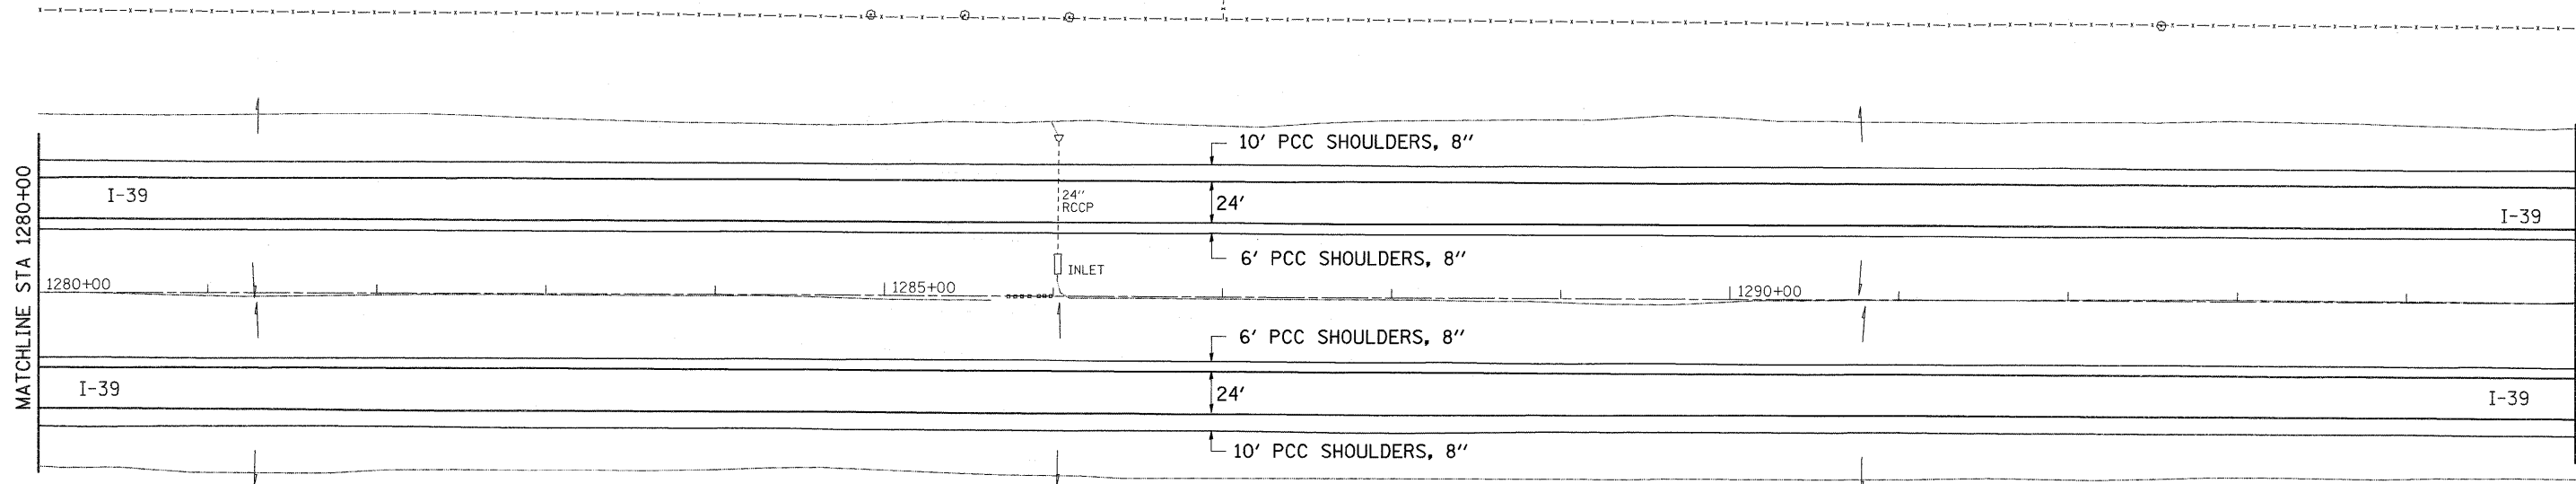 10' PCC SHOULDERS, 8"
I-39
24"
RCCP
24'
I-39
6' PCC SHOULDERS, 8"
INLET
MATCHLINE STA 1280+00
1280+00
1285+00
1290+00
6' PCC SHOULDERS, 8"
I-39
24'
I-39
10' PCC SHOULDERS, 8"